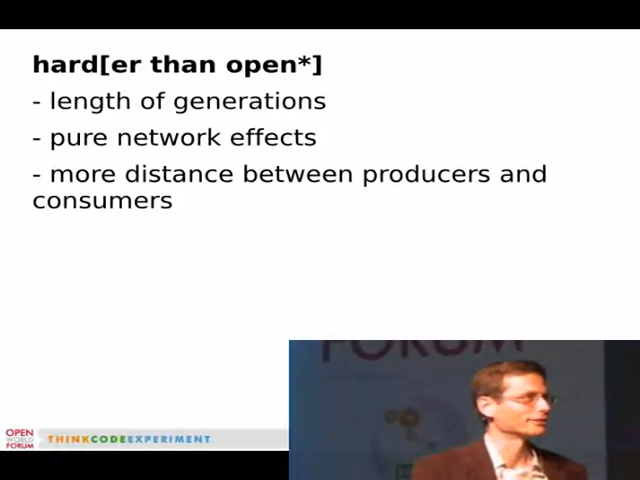 hard[er than open*]
- length of generations
- pure network effects
- more distance between producers and
consumers
FORUM
OPEN
WORLD
FORUM
THINKCODEEXPERIMENT